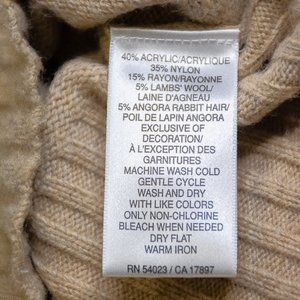 40% ACRYLIC/ACRYLIQUE
35% NYLON
15% RAYON/RAYONNE
5% LAMBS' WOOL/
LAINE D'AGNEAU
5% ANGORA RABBIT HAIR/
POIL DE LAPIN ANGORA
EXCLUSIVE OF
DECORATION/
À L'EXCEPTION DES
GARNITURES
MACHINE WASH COLD
GENTLE CYCLE
WASH AND DRY
WITH LIKE COLORS
ONLY NON-CHLORINE
BLEACH WHEN NEEDED
DRY FLAT
WARM IRON
RN 54023 / CA 17897